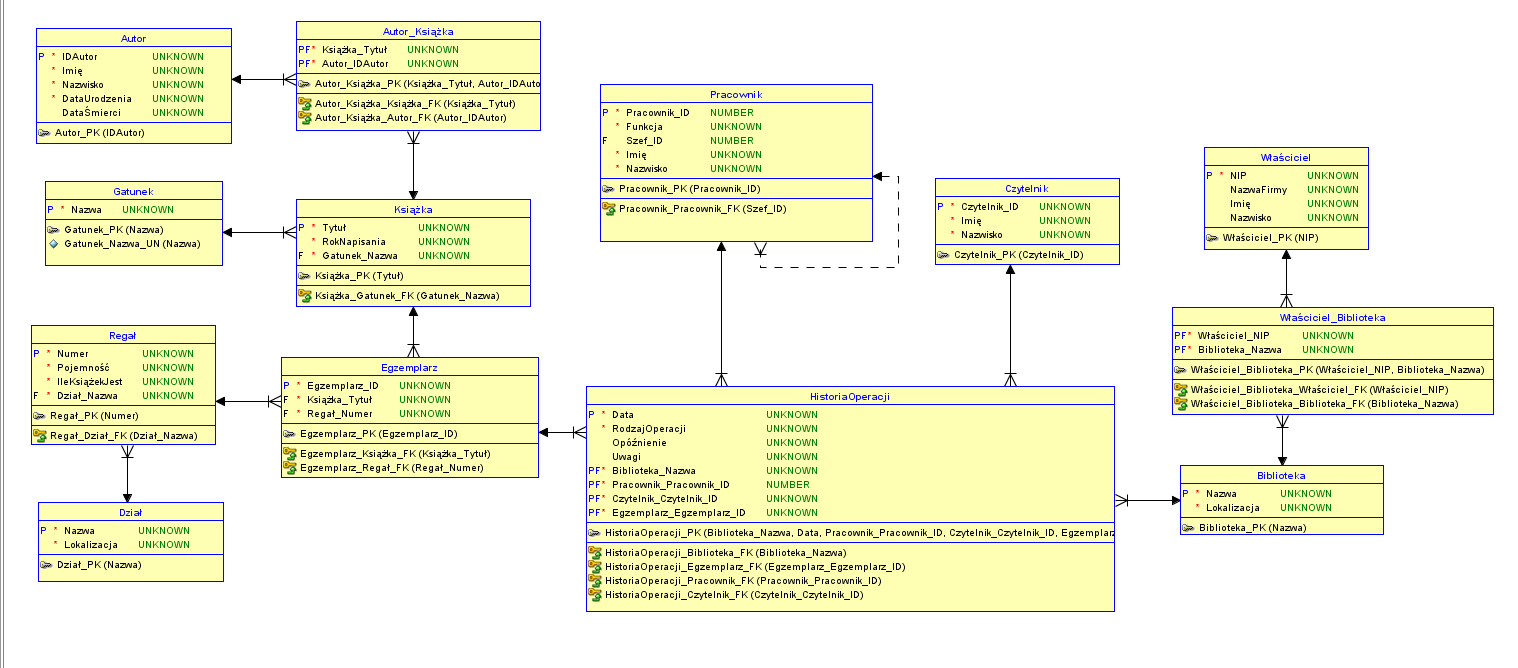 Autor
P * IDAutor UNKNOWN
* Imię UNKNOWN
* Nazwisko UNKNOWN
* DataUrodzenia UNKNOWN
DataŚmierci UNKNOWN
Autor_PK (IDAutor)
Autor_Książka
PF* Książka_Tytuł UNKNOWN
PF* Autor_IDAutor UNKNOWN
Autor_Książka_PK (Książka_Tytuł, Autor_IDAuto
Autor_Książka_Książka_FK (Książka_Tytuł)
Autor_Książka_Autor_FK (Autor_IDAutor)
Gatunek
P * Nazwa UNKNOWN
Gatunek_PK (Nazwa)
Gatunek_Nazwa_UN (Nazwa)
Książka
P * Tytuł UNKNOWN
* RokNapisania UNKNOWN
F * Gatunek_Nazwa UNKNOWN
Książka_PK (Tytuł)
Książka_Gatunek_FK (Gatunek_Nazwa)
Regał
P * Numer UNKNOWN
* Pojemność UNKNOWN
* IleKsiążekJest UNKNOWN
F * Dział_Nazwa UNKNOWN
Regał_PK (Numer)
Regał_Dział_FK (Dział_Nazwa)
Egzemplarz
P * Egzemplarz_ID UNKNOWN
F * Książka_Tytuł UNKNOWN
F * Regał_Numer UNKNOWN
Egzemplarz_PK (Egzemplarz_ID)
Egzemplarz_Książka_FK (Książka_Tytuł)
Egzemplarz_Regał_FK (Regał_Numer)
Dział
P * Nazwa UNKNOWN
* Lokalizacja UNKNOWN
Dział_PK (Nazwa)
Pracownik
P * Pracownik_ID NUMBER
* Funkcja UNKNOWN
F Szef_ID NUMBER
* Imię UNKNOWN
* Nazwisko UNKNOWN
Pracownik_PK (Pracownik_ID)
Pracownik_Pracownik_FK (Szef_ID)
Czytelnik
P * Czytelnik_ID UNKNOWN
* Imię UNKNOWN
* Nazwisko UNKNOWN
Czytelnik_PK (Czytelnik_ID)
HistoriaOperacji
P * Data UNKNOWN
* RodzajOperacji UNKNOWN
Opóźnienie UNKNOWN
Uwagi UNKNOWN
PF* Biblioteka_Nazwa UNKNOWN
PF* Pracownik_Pracownik_ID NUMBER
PF* Czytelnik_Czytelnik_ID UNKNOWN
PF* Egzemplarz_Egzemplarz_ID UNKNOWN
HistoriaOperacji_PK (Biblioteka_Nazwa, Data, Pracownik_Pracownik_ID, Czytelnik_Czytelnik_ID, Egzemplarz
HistoriaOperacji_Biblioteka_FK (Biblioteka_Nazwa)
HistoriaOperacji_Egzemplarz_FK (Egzemplarz_Egzemplarz_ID)
HistoriaOperacji_Pracownik_FK (Pracownik_Pracownik_ID)
HistoriaOperacji_Czytelnik_FK (Czytelnik_Czytelnik_ID)
Właściciel
P * NIP UNKNOWN
NazwaFirmy UNKNOWN
Imię UNKNOWN
Nazwisko UNKNOWN
Właściciel_PK (NIP)
Właściciel_Biblioteka
PF* Właściciel_NIP UNKNOWN
PF* Biblioteka_Nazwa UNKNOWN
Właściciel_Biblioteka_PK (Właściciel_NIP, Biblioteka_Nazwa)
Właściciel_Biblioteka_Właściciel_FK (Właściciel_NIP)
Właściciel_Biblioteka_Biblioteka_FK (Biblioteka_Nazwa)
Biblioteka
P * Nazwa UNKNOWN
* Lokalizacja UNKNOWN
Biblioteka_PK (Nazwa)